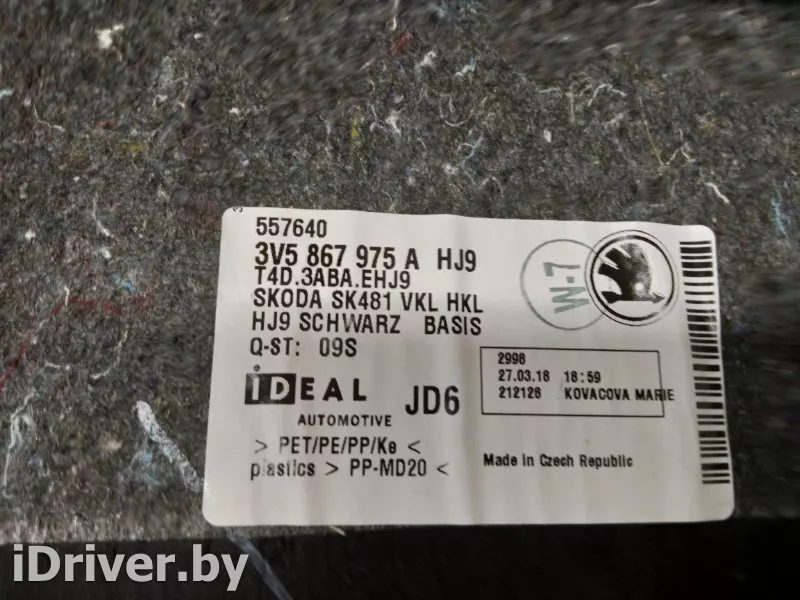 557640
3V5 867 975 A HJ9
T4D.3ABA.EHJ9
SKODA SK481 VKL HKL
HJ9 SCHWARZ BASIS
Q-ST: 09S
W-7
2998
27.03.18 18:59
212126 KOVACOVA MARIE
iDEAL
AUTOMOTIVE
JD6
> PET/PE/PP/Ke <
plastics > PP-MD20 <
Made in Czech Republic
3
iDriver.by